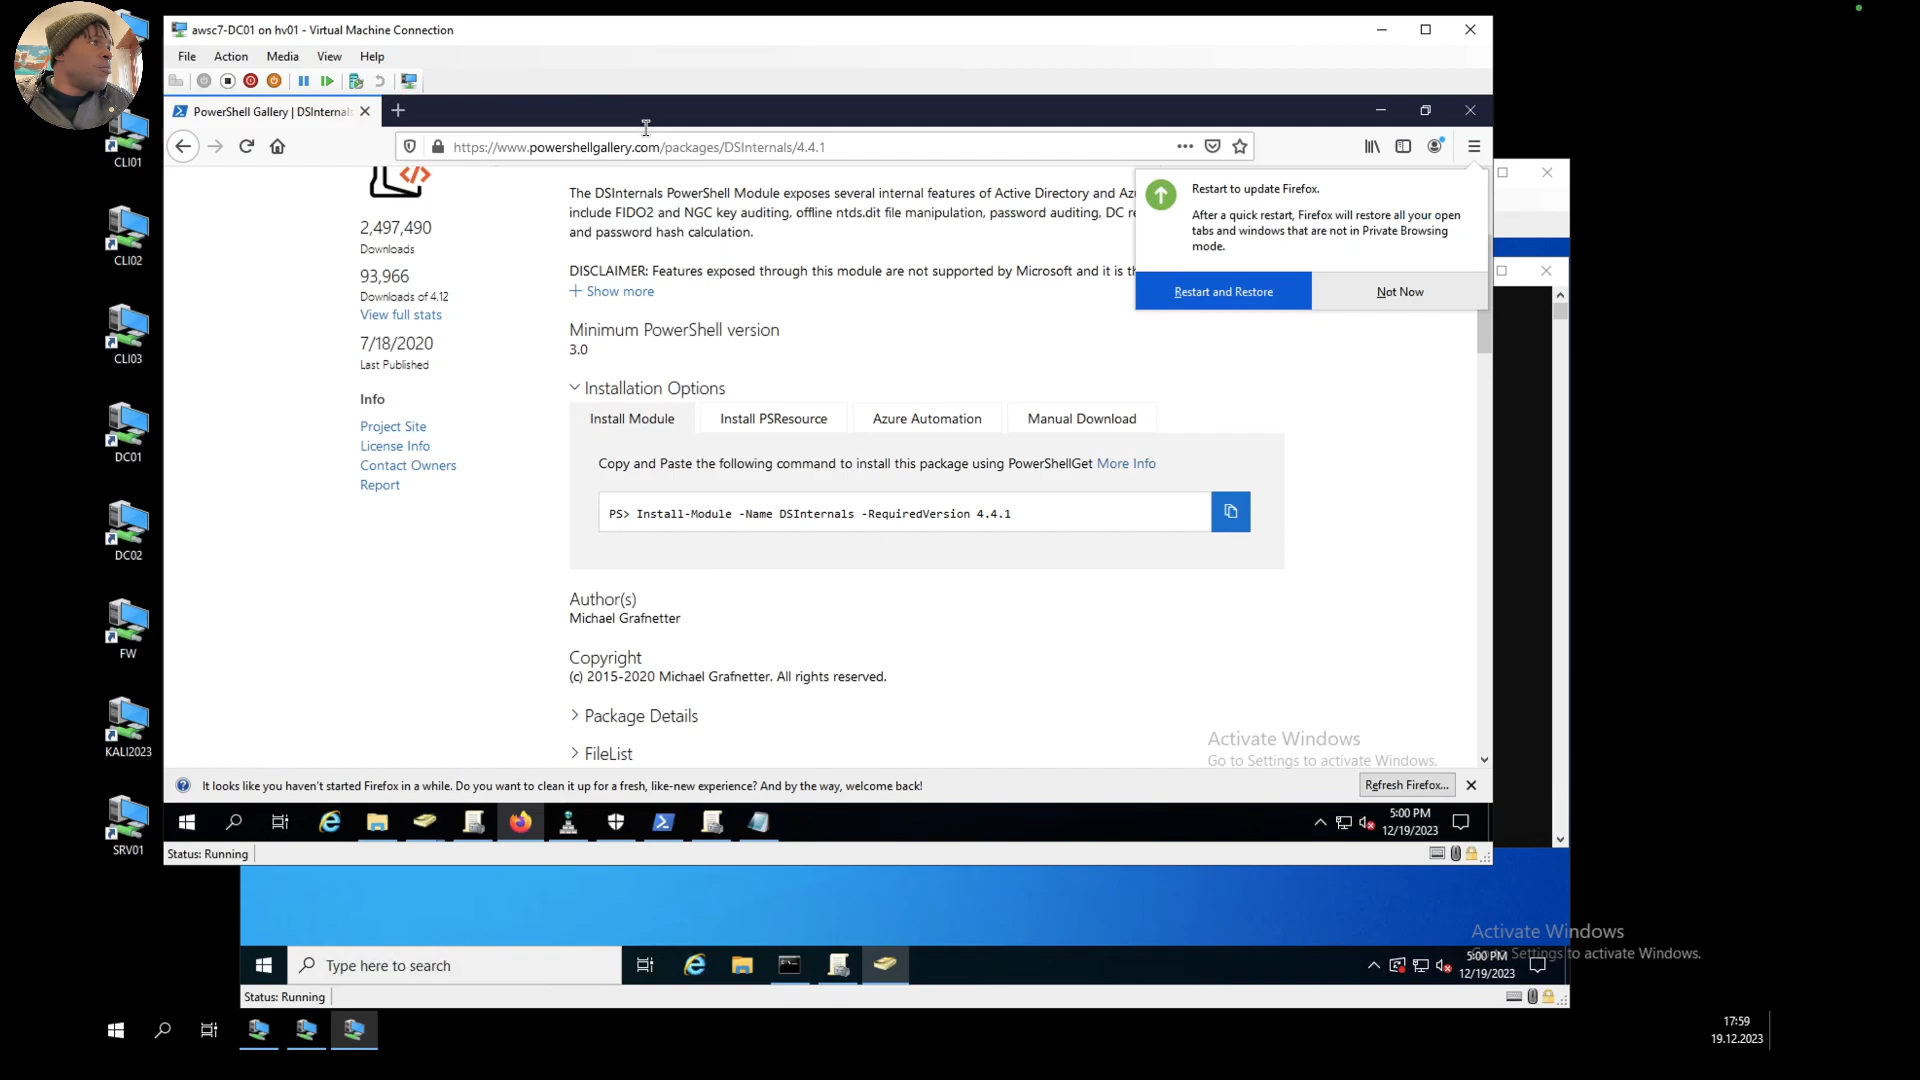 awsc7-DC01 on hv01 - Virtual Machine Connection
File Action Media View Help
PowerShell Gallery | DSInternals
https://www.powershellgallery.com/packages/DSInternals/4.4.1
CLI01
CLI02
CLI03
DC01
DC02
FW
KALI2023
SRV01
2,497,490
Downloads
93,966
Downloads of 4.12
View full stats
7/18/2020
Last Published
Info
Project Site
License Info
Contact Owners
Report
The DSInternals PowerShell Module exposes several internal features of Active Directory and
include FIDO2 and NGC key auditing, offline ntds.dit file manipulation, password auditing, DC
and password hash calculation.
DISCLAIMER: Features exposed through this module are not supported by Microsoft and it is
Show more
Minimum PowerShell version
3.0
Installation Options
Install Module Install PSResource Azure Automation Manual Download
Copy and Paste the following command to install this package using PowerShellGet More Info
PS> Install-Module -Name DSInternals -RequiredVersion 4.4.1
Author(s)
Michael Grafnetter
Copyright
(c) 2015-2020 Michael Grafnetter. All rights reserved.
Package Details
FileList
Restart to update Firefox.
After a quick restart, Firefox will restore all your open
tabs and windows that are not in Private Browsing
mode.
Restart and Restore Not Now
Activate Windows
Go to Settings to activate Windows.
It looks like you haven't started Firefox in a while. Do you want to clean it up for a fresh, like-new experience? And by the way, welcome back!
Refresh Firefox...
5:00 PM
12/19/2023
Status: Running
Activate Windows
Settings to activate Windows.
Type here to search
5:00 PM
12/19/2023
Status: Running
17:59
19.12.2023